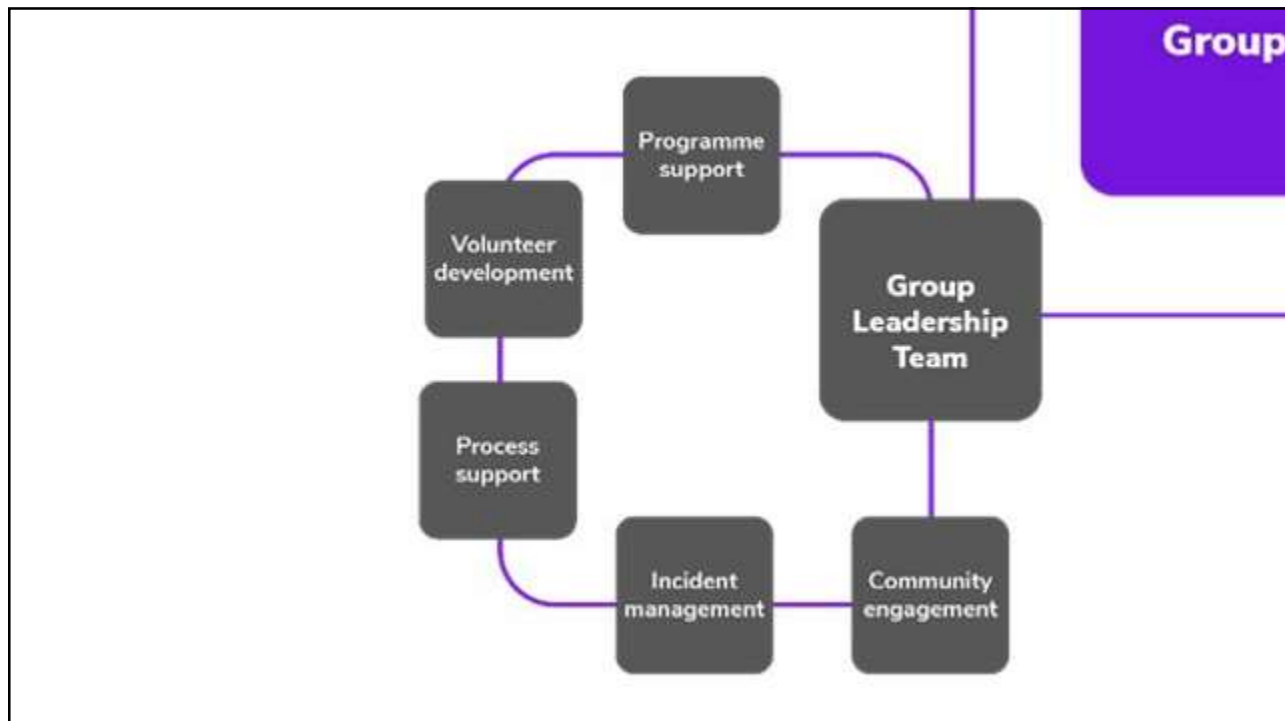 Group
Programme
support
Volunteer
development
Group
Leadership
Team
Process
support
Incident
management
Community
engagement